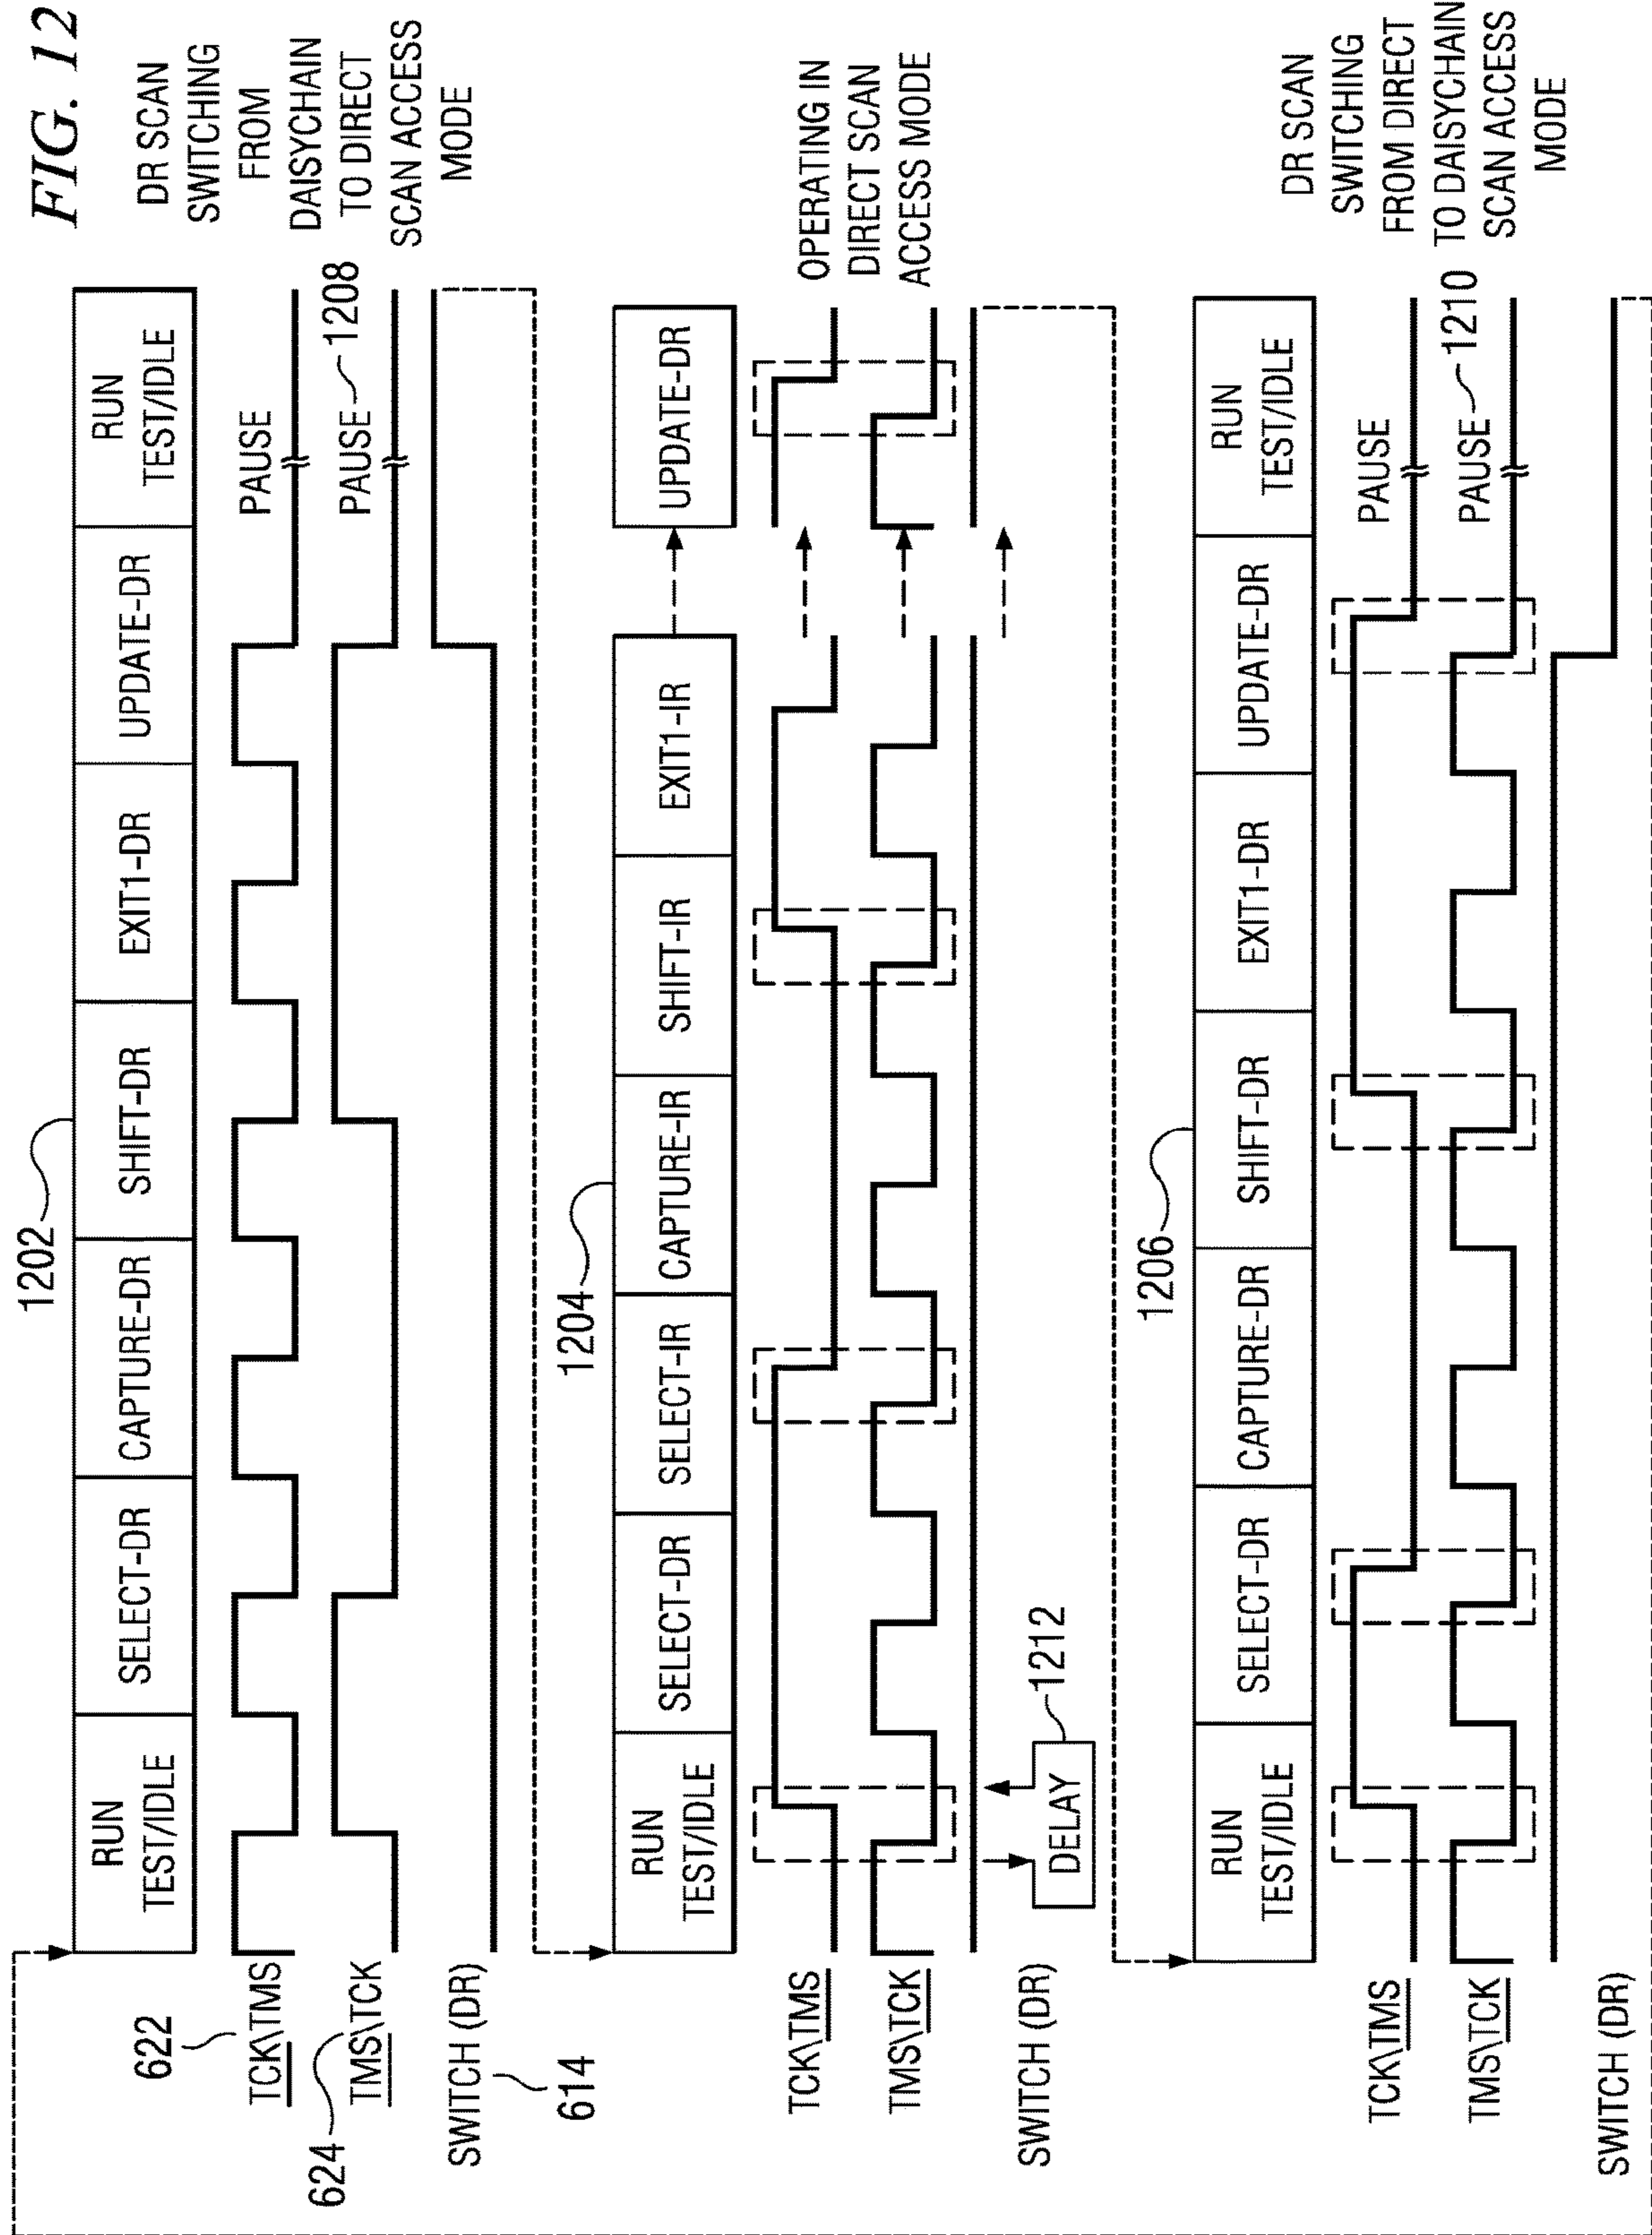 FIG. 12
1202
RUN
TEST/IDLE
SELECT-DR
CAPTURE-DR
SHIFT-DR
EXIT1-DR
UPDATE-DR
RUN
TEST/IDLE
DR SCAN
SWITCHING
FROM
DAISYCHAIN
TO DIRECT
SCAN ACCESS
MODE
622
TCK\TMS
PAUSE
624
TMS\TCK
PAUSE
1208
SWITCH (DR)
614
1204
RUN
TEST/IDLE
SELECT-DR
SELECT-IR
CAPTURE-IR
SHIFT-IR
EXIT1-IR
UPDATE-DR
OPERATING IN
DIRECT SCAN
ACCESS MODE
TCK\TMS
TMS\TCK
SWITCH (DR)
DELAY
1212
1206
RUN
TEST/IDLE
SELECT-DR
CAPTURE-DR
SHIFT-DR
EXIT1-DR
UPDATE-DR
RUN
TEST/IDLE
DR SCAN
SWITCHING
FROM DIRECT
TO DAISYCHAIN
SCAN ACCESS
MODE
TCK\TMS
PAUSE
TMS\TCK
PAUSE
1210
SWITCH (DR)